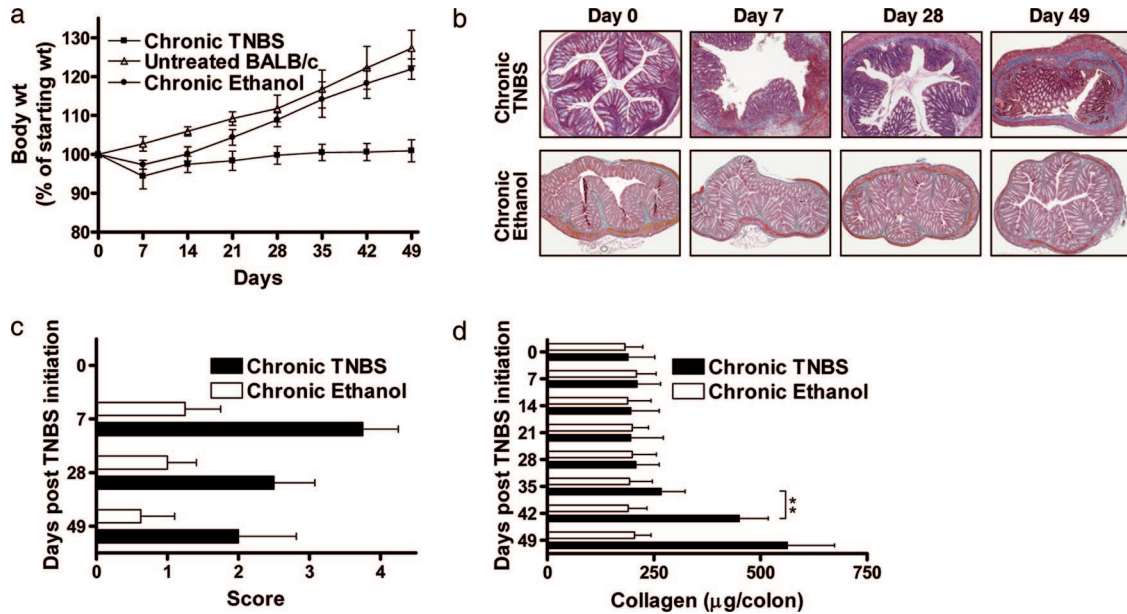 a
130
120
110
100
90
80
Body wt
(% of starting wt)
Chronic TNBS
Untreated BALB/c
Chronic Ethanol
0 7 14 21 28 35 42 49
Days
b
Day 0 Day 7 Day 28 Day 49
Chronic
TNBS
Chronic
Ethanol
c
Days post TNBS initiation
0
7
28
49
Chronic TNBS
Chronic Ethanol
0 1 2 3 4
Score
d
Days post TNBS initiation
0
7
14
21
28
35
42
49
Chronic TNBS
Chronic Ethanol
**
0 250 500 750
Collagen (μg/colon)